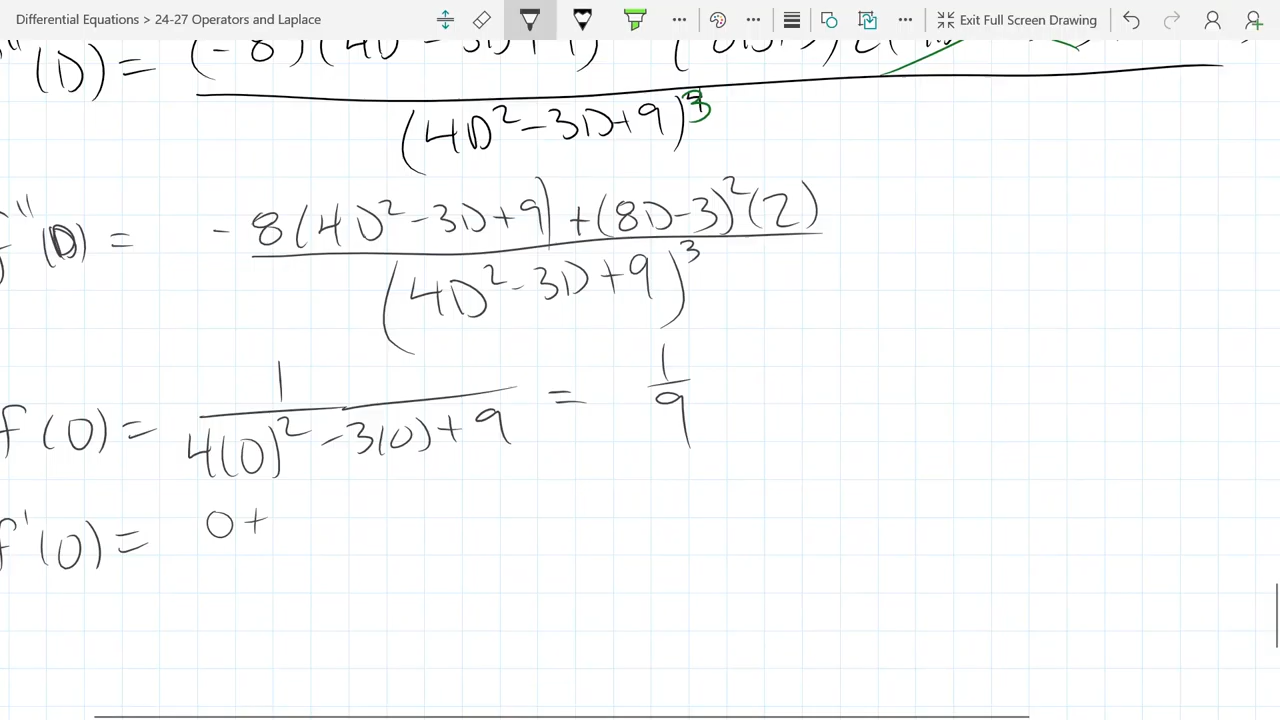 Differential Equations > 24-27 Operators and Laplace
Exit Full Screen Drawing
(D) =
(4D² - 3D + 9)³
f''(D) = -8(4D² - 3D + 9) + (8D - 3)²(2)
(4D² - 3D + 9)³
f(0) = 1 / 4(0)² - 3(0) + 9 = 1/9
f'(0) = 0 +